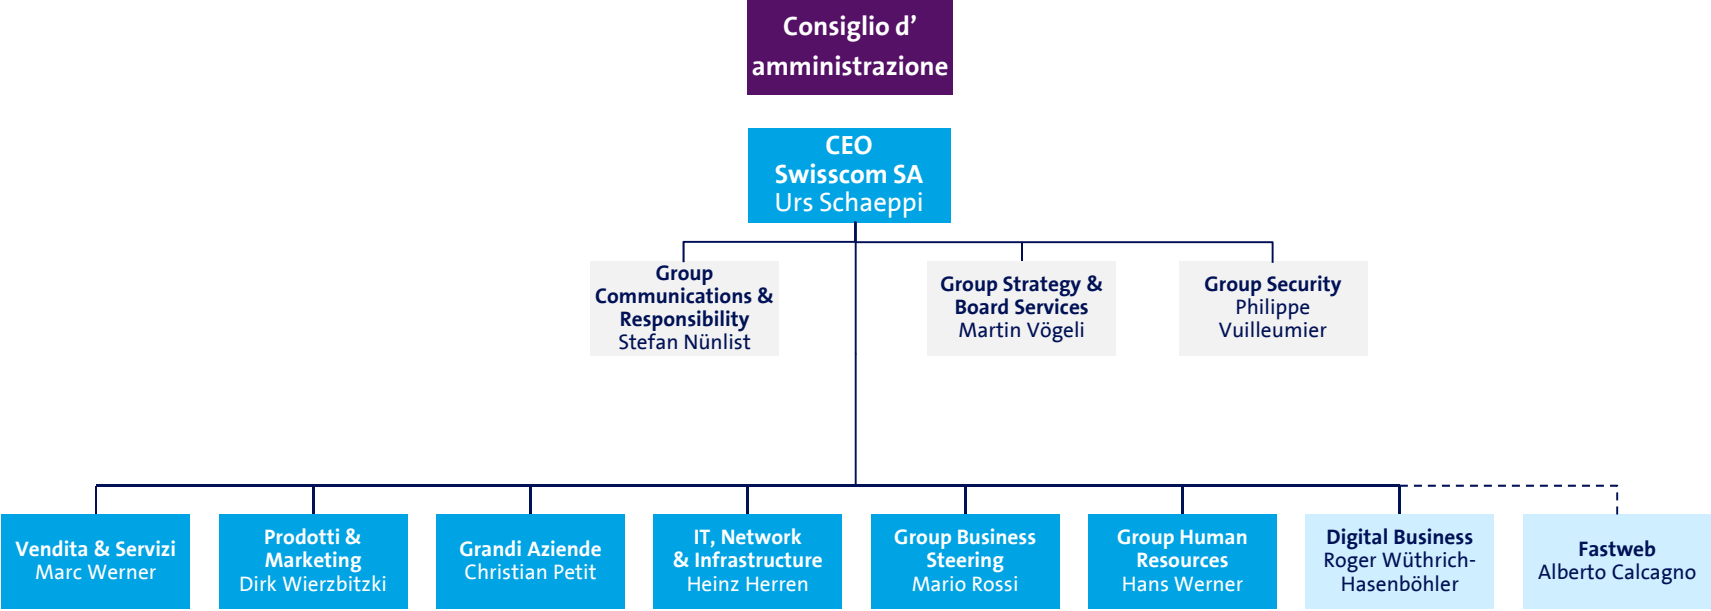 Consiglio d’
amministrazione
CEO
Swisscom SA
Urs Schaeppi
Group
Communications &
Responsibility
Stefan Nünlist
Group Strategy &
Board Services
Martin Vögeli
Group Security
Philippe
Vuilleumier
Vendita & Servizi
Marc Werner
Prodotti &
Marketing
Dirk Wierzbitzki
Grandi Aziende
Christian Petit
IT, Network
& Infrastructure
Heinz Herren
Group Business
Steering
Mario Rossi
Group Human
Resources
Hans Werner
Digital Business
Roger Wüthrich-
Hasenböhler
Fastweb
Alberto Calcagno